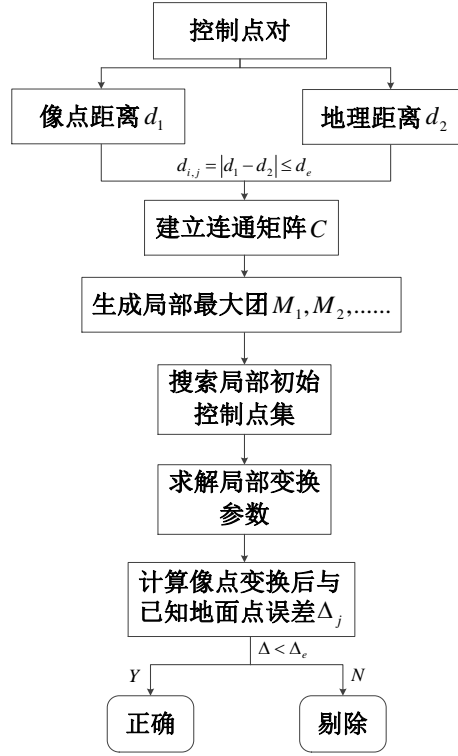 控制点对
像点距离 d₁
地理距离 d₂
d_{i,j} = |d₁ − d₂| ≤ d_e
建立连通矩阵 C
生成局部最大团 M₁, M₂, ......
搜索局部初始
控制点集
求解局部变换
参数
计算像点变换后与
已知地面点误差 Δ_j
Δ < Δ_e
Y
N
正确
剔除